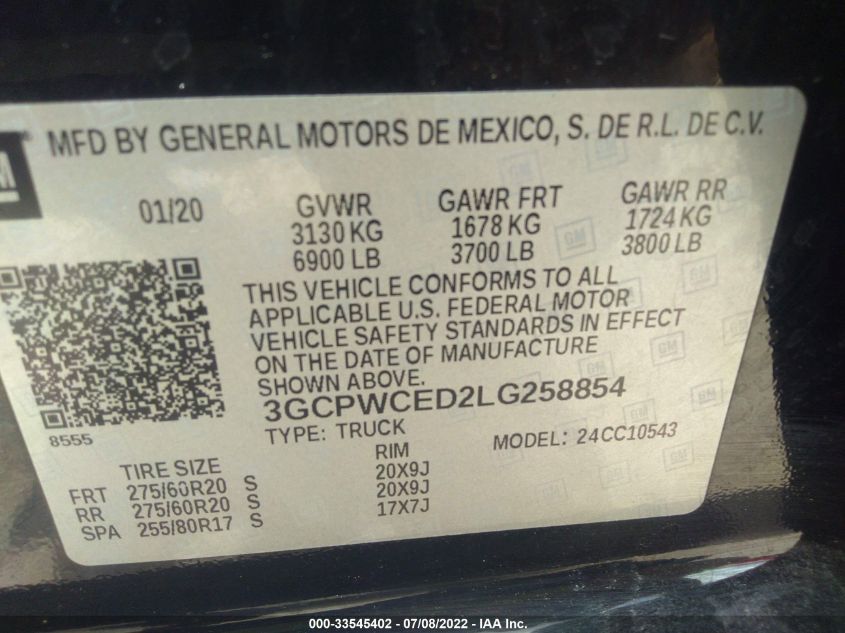 MFD BY GENERAL MOTORS DE MEXICO, S. DE R.L. DE C.V.
01/20
GVWR GAWR FRT GAWR RR
3130 KG 1678 KG 1724 KG
6900 LB 3700 LB 3800 LB
THIS VEHICLE CONFORMS TO ALL
APPLICABLE U.S. FEDERAL MOTOR
VEHICLE SAFETY STANDARDS IN EFFECT
ON THE DATE OF MANUFACTURE
SHOWN ABOVE.
3GCPWCED2LG258854
8555
TYPE: TRUCK MODEL: 24CC10543
TIRE SIZE RIM
FRT 275/60R20 S 20X9J
RR 275/60R20 S 20X9J
SPA 255/80R17 S 17X7J
000-33545402 - 07/08/2022 - IAA Inc.